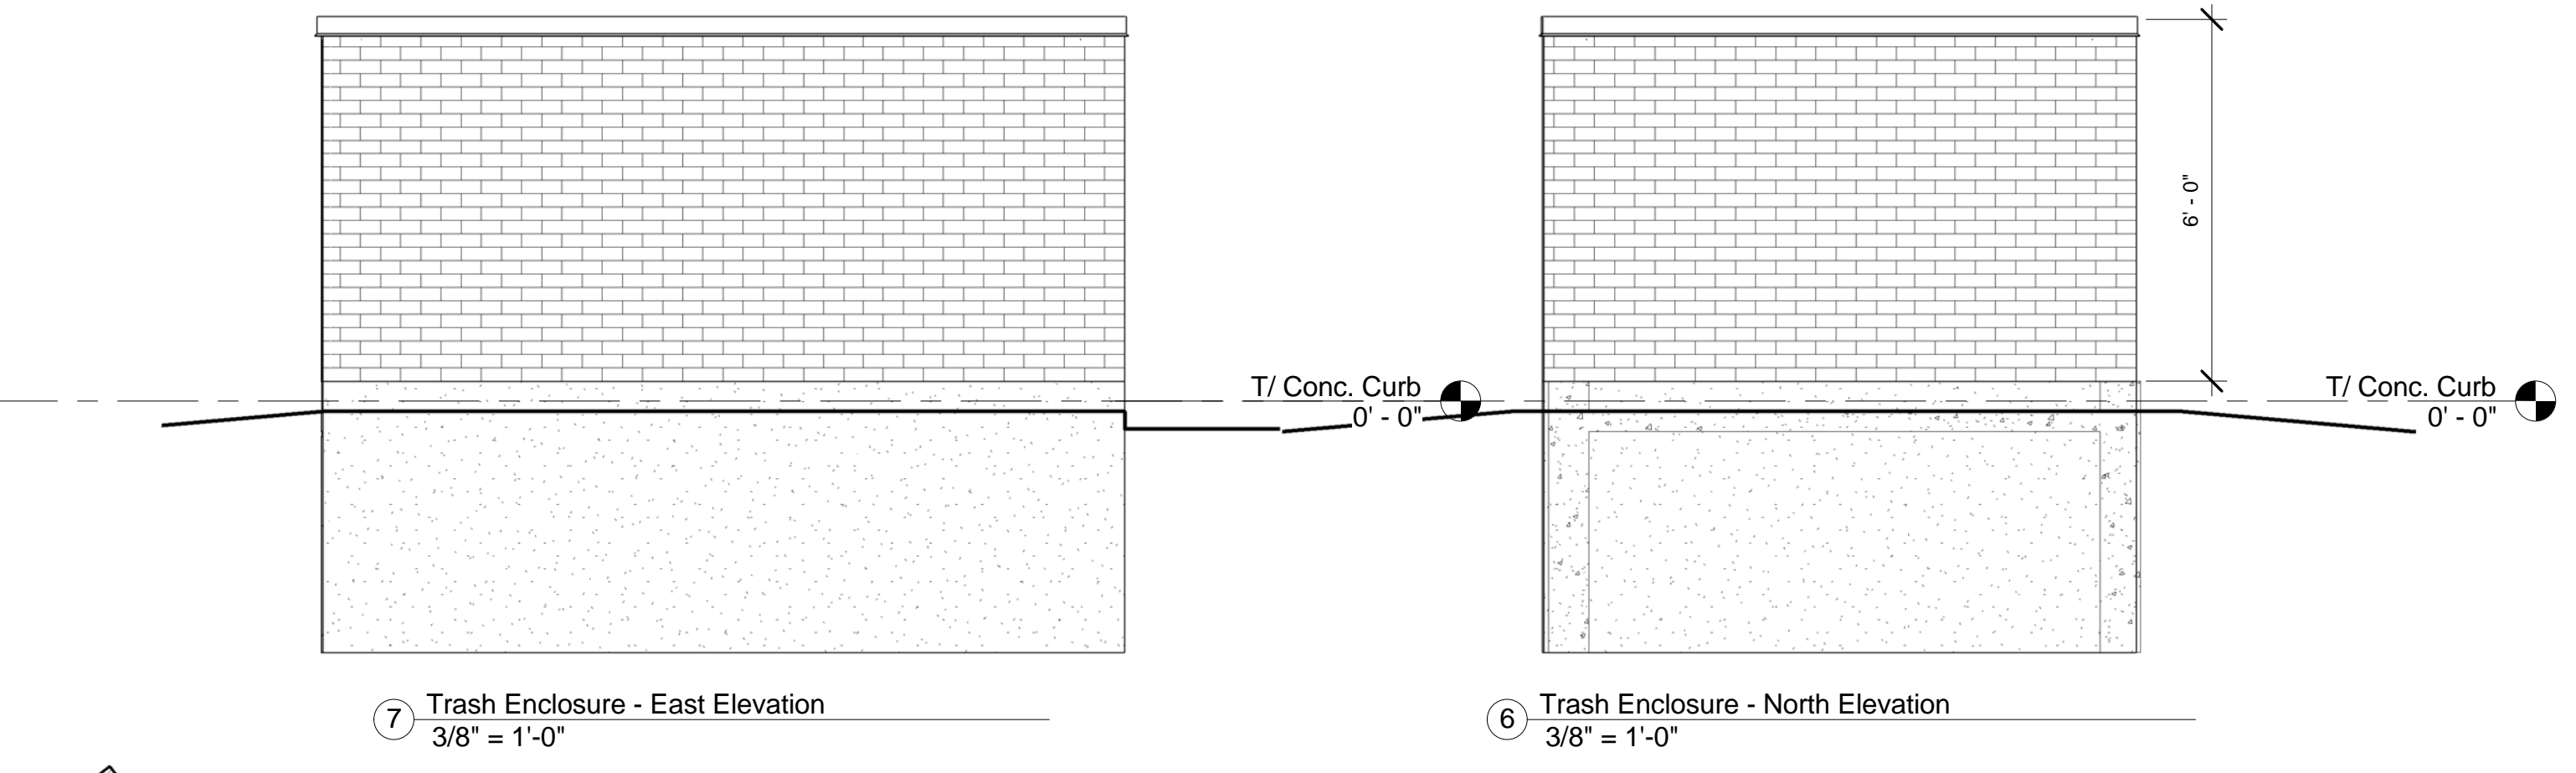 6' - 0"
T/ Conc. Curb
0' - 0"
T/ Conc. Curb
0' - 0"
7
Trash Enclosure - East Elevation
3/8" = 1'-0"
6
Trash Enclosure - North Elevation
3/8" = 1'-0"